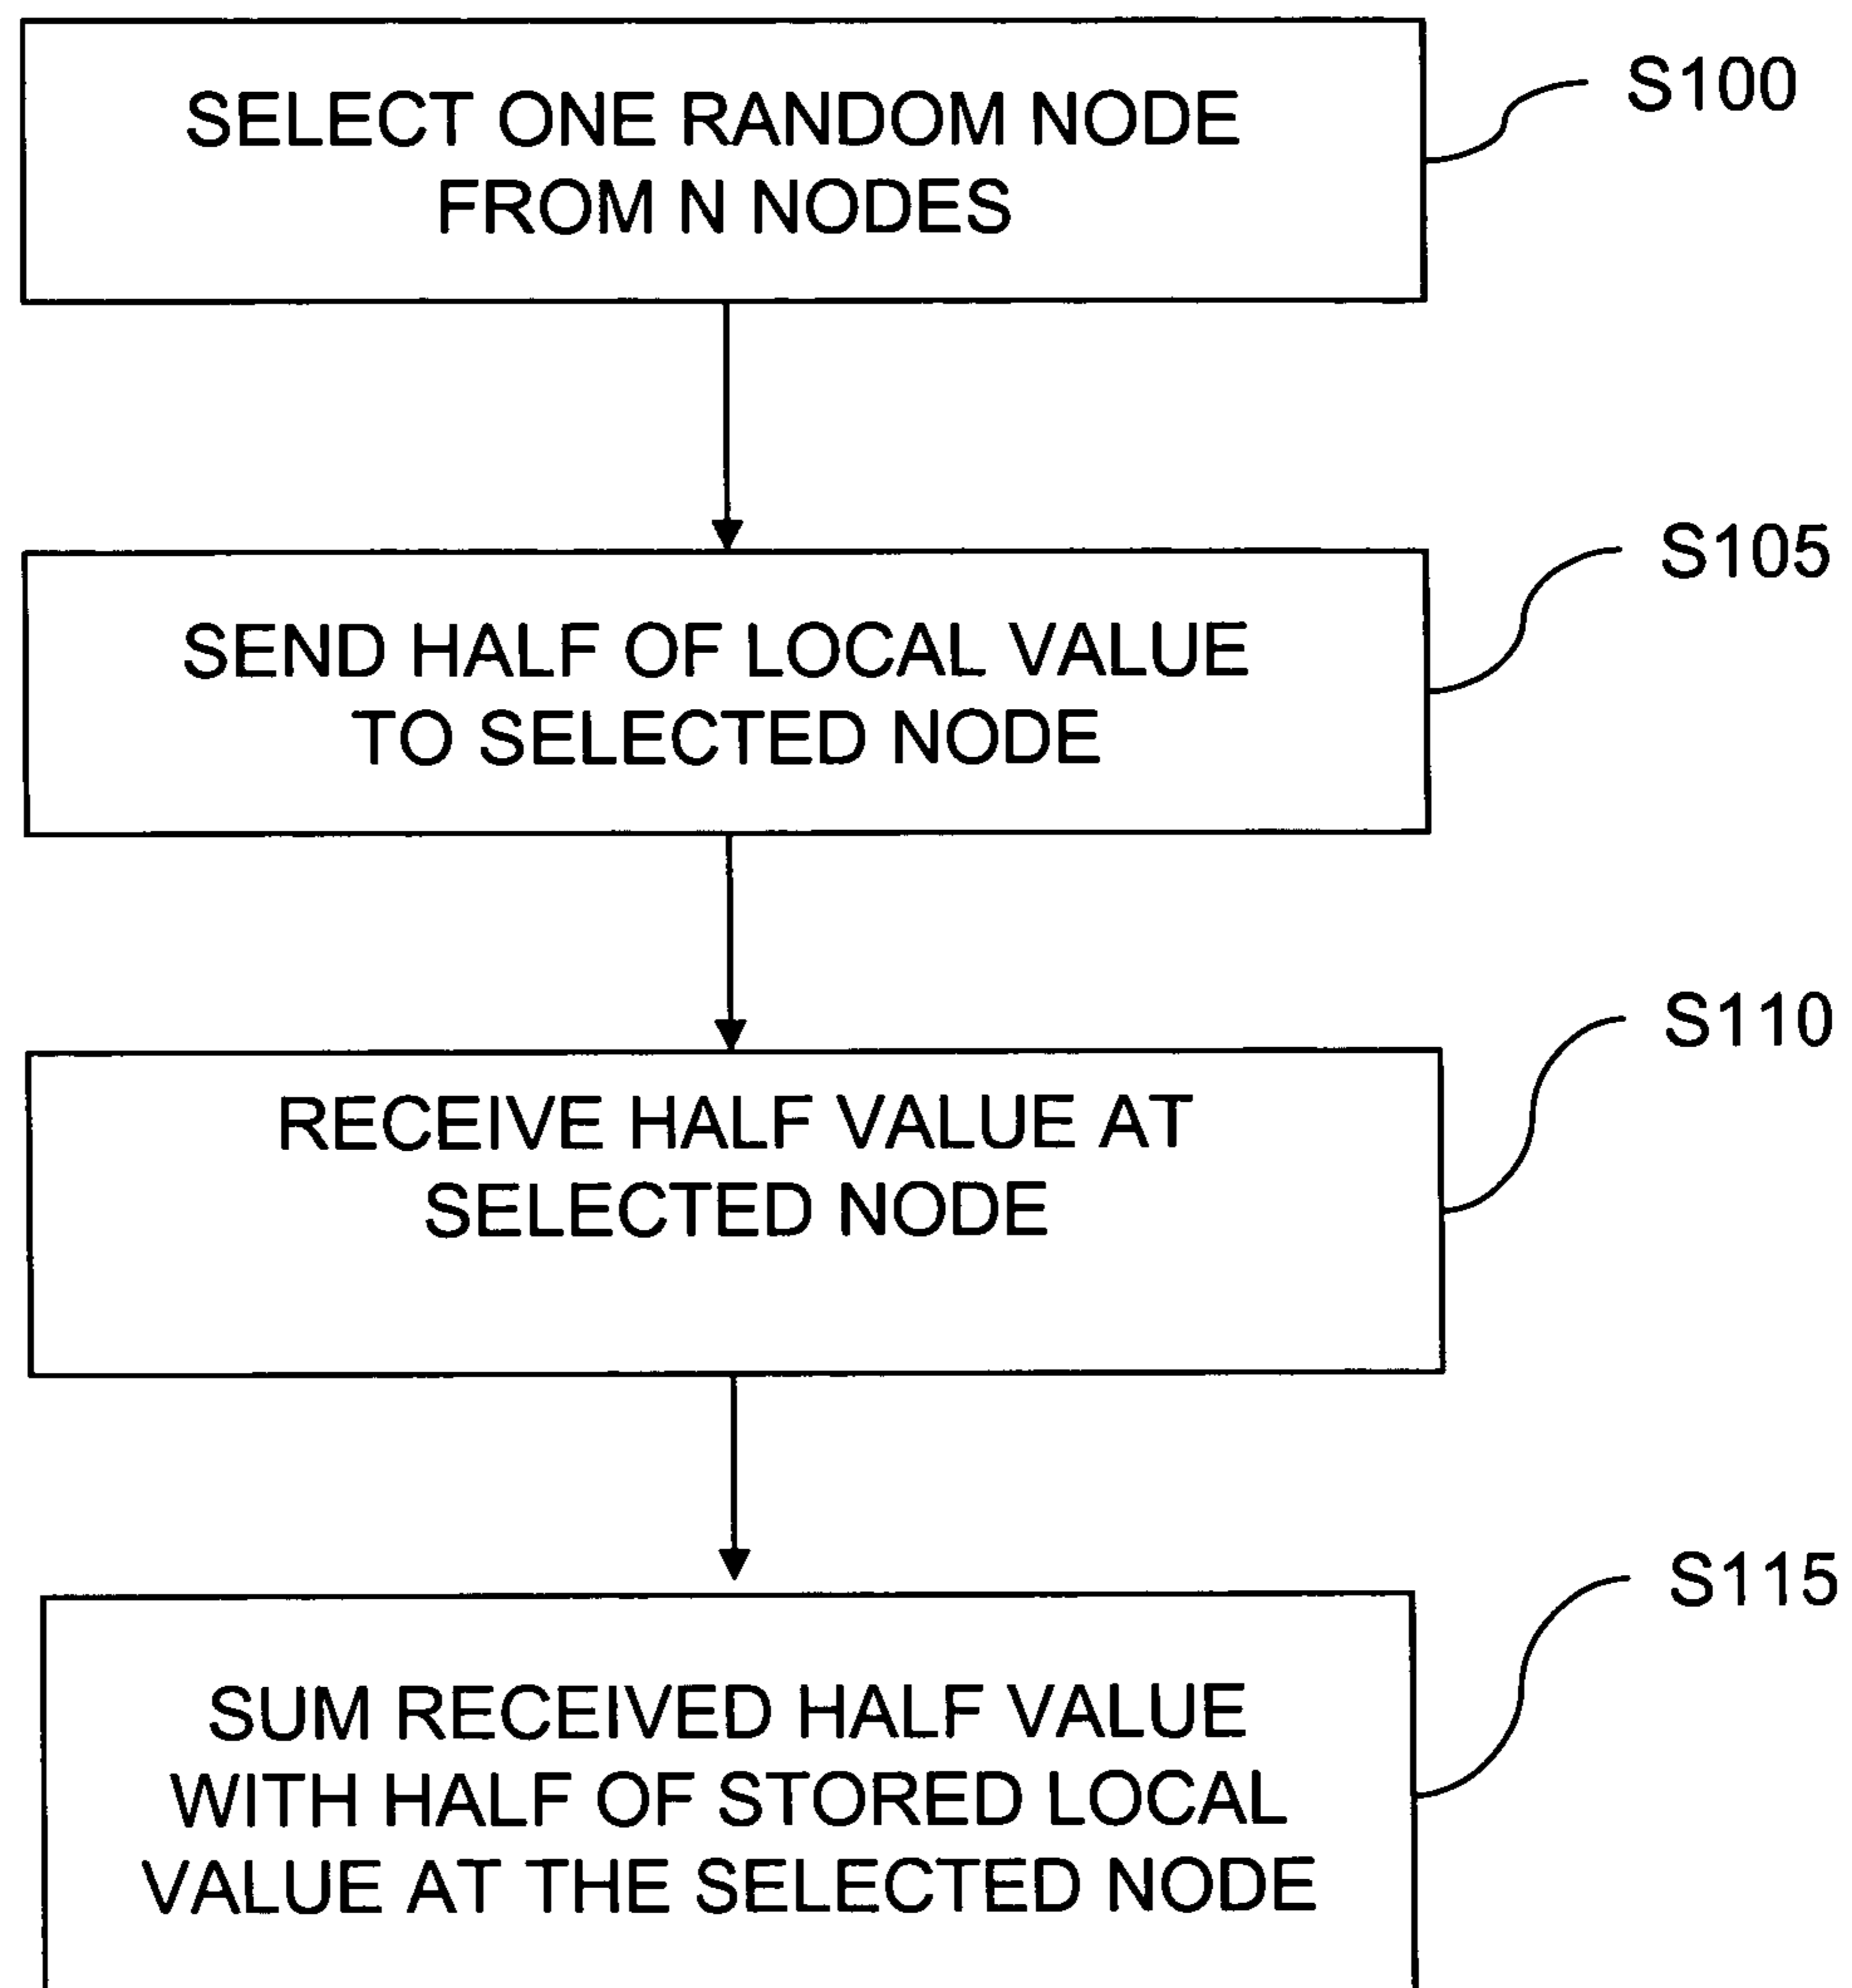 SELECT ONE RANDOM NODE
FROM N NODES
S100
SEND HALF OF LOCAL VALUE
TO SELECTED NODE
S105
RECEIVE HALF VALUE AT
SELECTED NODE
S110
SUM RECEIVED HALF VALUE
WITH HALF OF STORED LOCAL
VALUE AT THE SELECTED NODE
S115